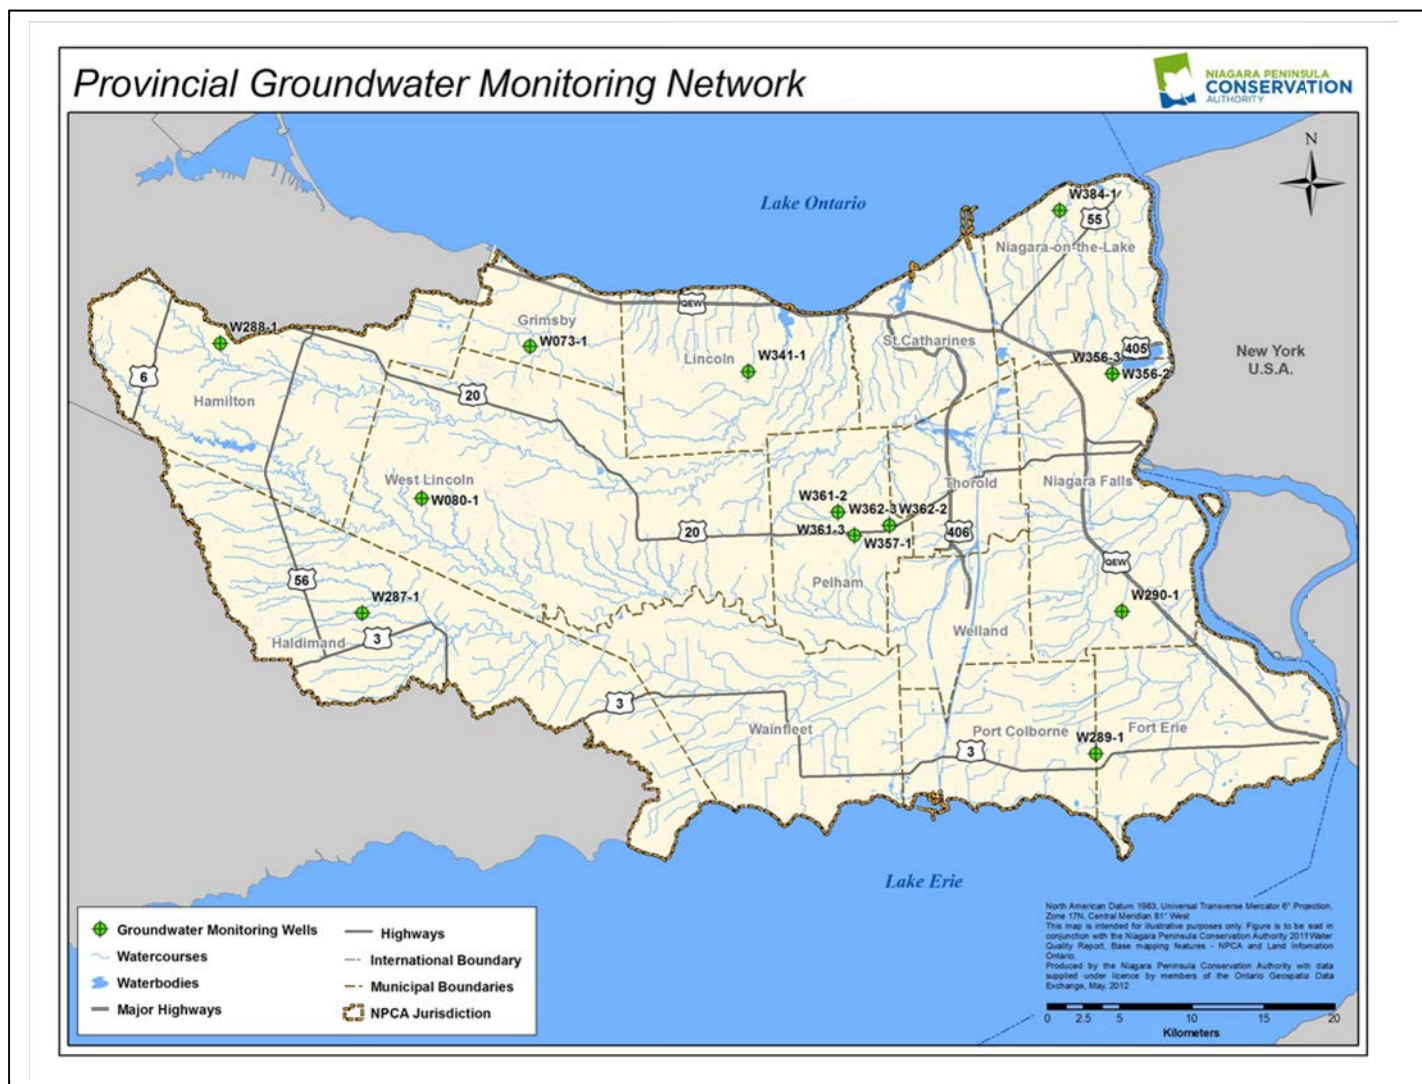 Provincial Groundwater Monitoring Network
NIAGARA PENINSULA
CONSERVATION
AUTHORITY
N
Lake Ontario
W384-1
55
Niagara-on-the-Lake
QEW
Grimsby
W288-1
W073-1
Lincoln
W341-1
St.Catharines
405
W356-3
W356-2
New York
U.S.A.
6
20
Hamilton
West Lincoln
W080-1
Thorold
Niagara Falls
W361-2
W362-3
W362-2
20
W361-3
W357-1
406
QEW
56
Pelham
W287-1
W290-1
Haldimand
3
Welland
3
Wainfleet
Port Colborne
Fort Erie
W289-1
3
Lake Erie
Groundwater Monitoring Wells
Watercourses
Waterbodies
Major Highways
Highways
International Boundary
Municipal Boundaries
NPCA Jurisdiction
North American Datum 1983, Universal Transverse Mercator 6° Projection,
Zone 17N, Central Meridian 81° West
This map is intended for illustrative purposes only. Figure is to be read in
conjunction with the Niagara Peninsula Conservation Authority 2011 Water
Quality Report. Base mapping features - NPCA and Land Infomation
Ontario.
Produced by the Niagara Peninsula Conservation Authority with data
supplied under licence by members of the Ontario Geospatial Data
Exchange, May, 2012
0 2.5 5 10 15 20
Kilometers